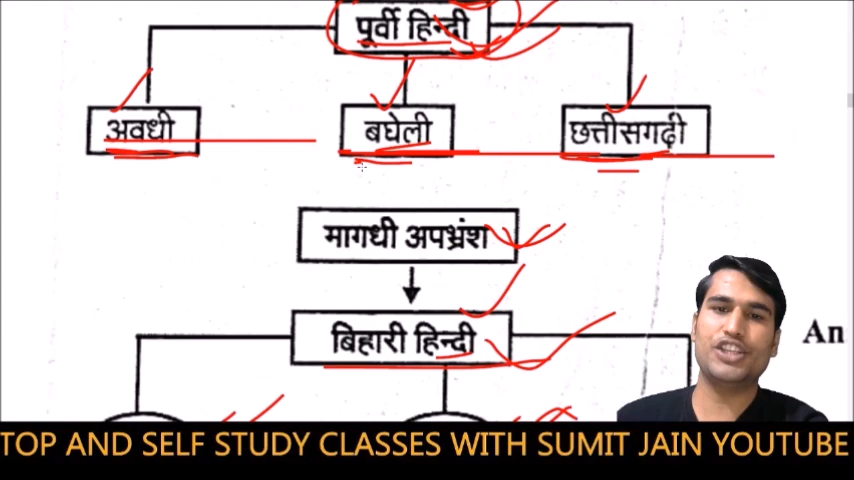 पूर्वी हिन्दी
अवधी
बघेली
छत्तीसगढ़ी
मागधी अपभ्रंश
बिहारी हिन्दी
An
TOP AND SELF STUDY CLASSES WITH SUMIT JAIN YOUTUBE